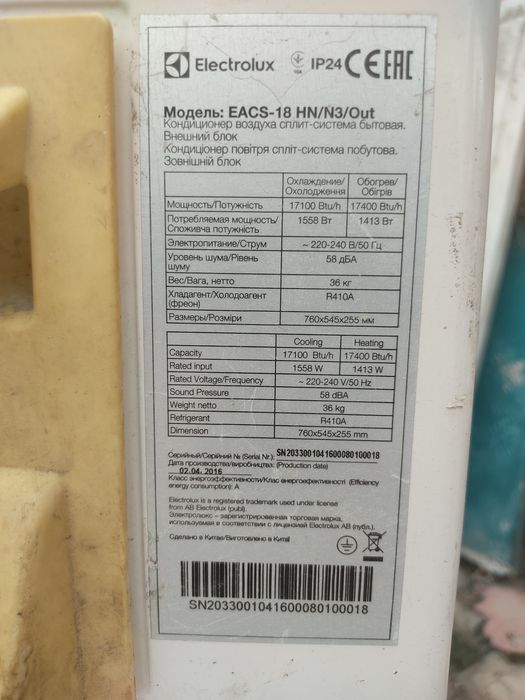 Electrolux IP24 CE EAC
Модель: EACS-18 HN/N3/Out
Кондиционер воздуха сплит-система бытовая.
Внешний блок
Кондиціонер повітря спліт-система побутова.
Зовнішній блок
Охлаждение/ Обогрев/
Охолодження Обігрів
Мощность/Потужність 17100 Btu/h 17400 Btu/h
Потребляемая мощность/ 1558 Вт 1413 Вт
Споживча потужність
Электропитание/Струм ~ 220-240 В/50 Гц
Уровень шума/Рівень 58 дБА
шуму
Вес/Вага, нетто 36 кг
Хладагент/Холодоагент R410A
(фреон)
Размеры/Розміри 760x545x255 мм
Cooling Heating
Capacity 17100 Btu/h 17400 Btu/h
Rated input 1558 W 1413 W
Rated Voltage/Frequency ~ 220-240 V/50 Hz
Sound Pressure 58 dBA
Weight netto 36 kg
Refrigerant R410A
Dimension 760x545x255 mm
Серийный/Серійний № (Serial Nr.): SN2033001041600080100018
Дата производства/виробництва: (Production date)
02.04.2016
Класс энергоэффективности/Клас енергоефективності (Efficiency
energy consumption): A
Electrolux is a registered trademark used under license
from AB Electrolux (publ).
Электролюкс – зарегистрированная торговая марка,
используемая в соответствии с лицензией Electrolux AB (публ.).
Сделано в Китае/Виготовлено в Китаї
SN2033001041600080100018